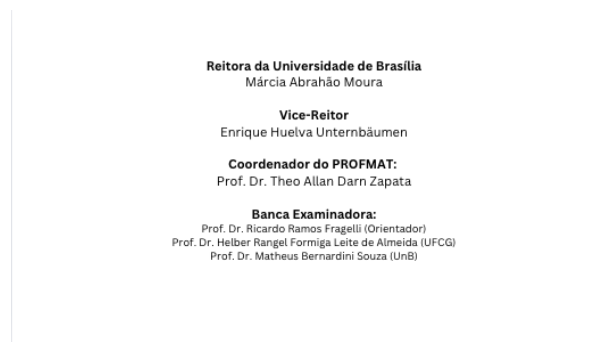 Reitora da Universidade de Brasília
Márcia Abrahão Moura
Vice-Reitor
Enrique Huelva Unternbäumen
Coordenador do PROFMAT:
Prof. Dr. Theo Allan Darn Zapata
Banca Examinadora:
Prof. Dr. Ricardo Ramos Fragelli (Orientador)
Prof. Dr. Helber Rangel Formiga Leite de Almeida (UFCG)
Prof. Dr. Matheus Bernardini Souza (UnB)